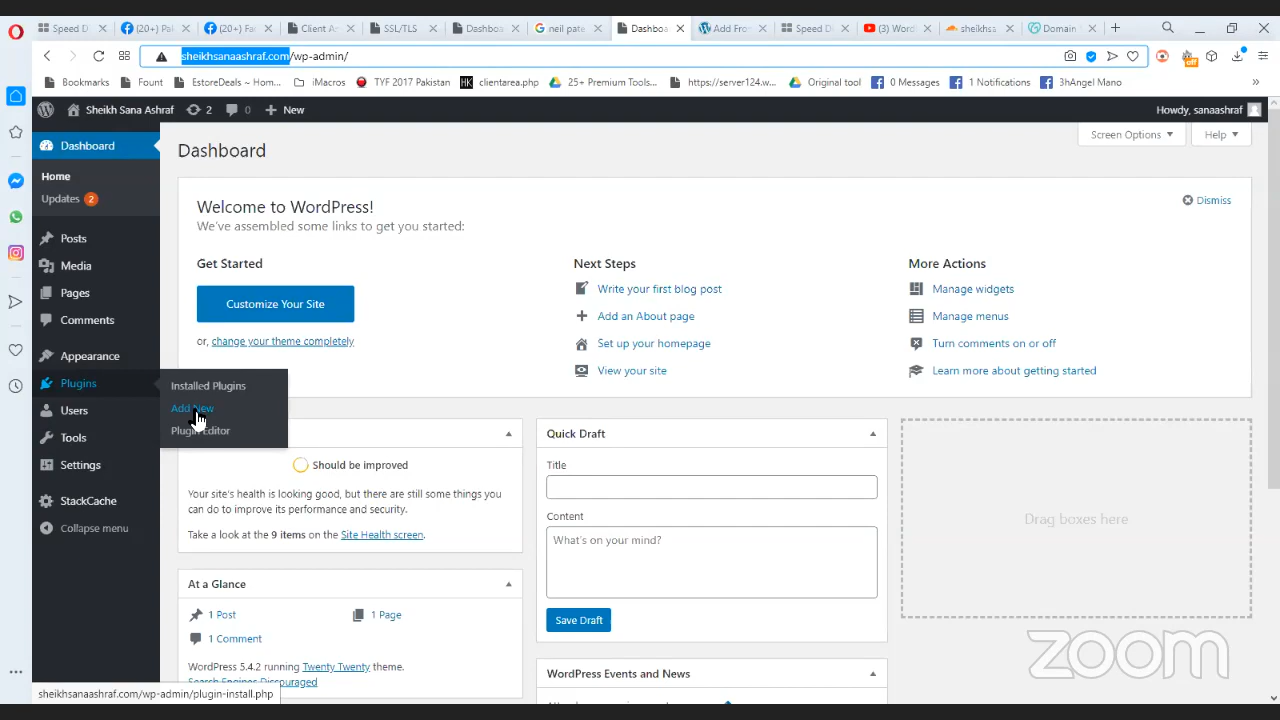 Speed D
(20+) Fa
(20+) Fa
Client As
SSL/TLS
Dashboa
neil pate
Dashboa
WordPress Add Fro
Speed Di
(3) Word
sheikhsa
Domain
sheikhsanaashraf.com/wp-admin/
off
Bookmarks
Fount
EstoreDeals ~ Hom...
iMacros
TYF 2017 Pakistan
HK clientarea.php
25+ Premium Tools...
https://server124.w...
Original tool
0 Messages
1 Notifications
3hAngel Mano
»
Sheikh Sana Ashraf
2
0
New
Howdy, sanaashraf
Dashboard
Home
Updates 2
Posts
Media
Pages
Comments
Appearance
Plugins
Users
Tools
Settings
StackCache
Collapse menu
Installed Plugins
Add New
Plugin Editor
Dashboard
Screen Options
Help
Welcome to WordPress!
We've assembled some links to get you started:
Dismiss
Get Started
Customize Your Site
or, change your theme completely
Next Steps
Write your first blog post
Add an About page
Set up your homepage
View your site
More Actions
Manage widgets
Manage menus
Turn comments on or off
Learn more about getting started
Should be improved
Your site's health is looking good, but there are still some things you
can do to improve its performance and security.
Take a look at the 9 items on the Site Health screen.
At a Glance
1 Post
1 Page
1 Comment
WordPress 5.4.2 running Twenty Twenty theme.
Search Engines Discouraged
Quick Draft
Title
Content
What's on your mind?
Save Draft
WordPress Events and News
Drag boxes here
zoom
sheikhsanaashraf.com/wp-admin/plugin-install.php